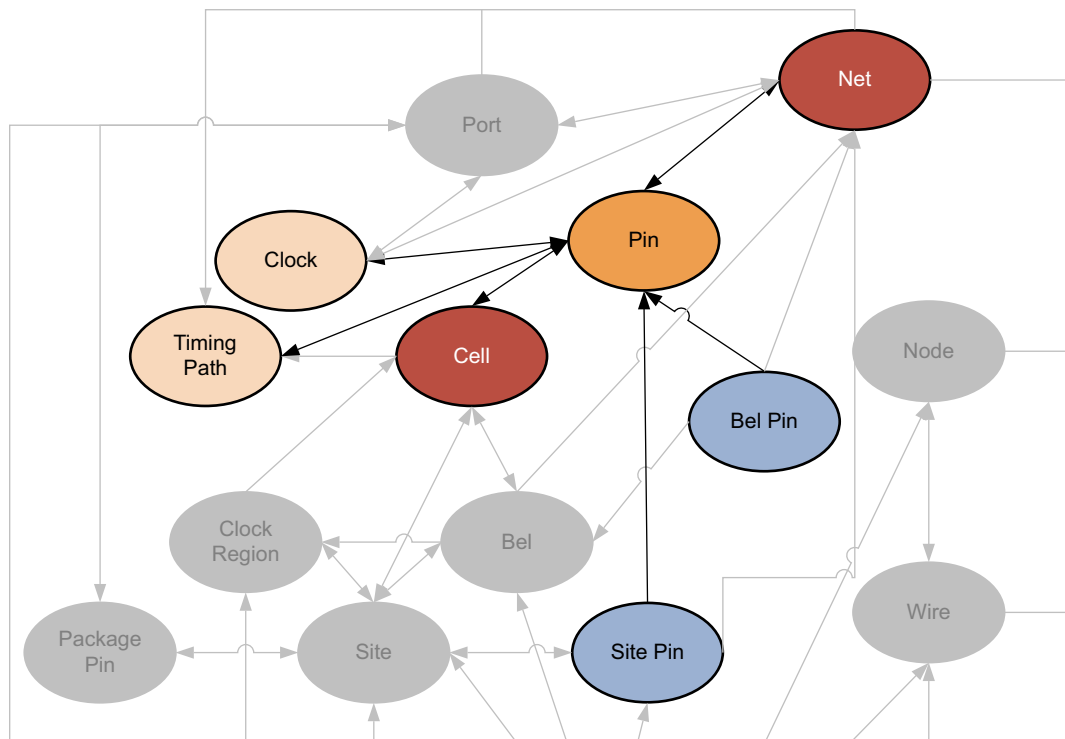 Net
Port
Pin
Clock
Timing
Path
Cell
Node
Bel Pin
Clock
Region
Bel
Wire
Package
Pin
Site
Site Pin